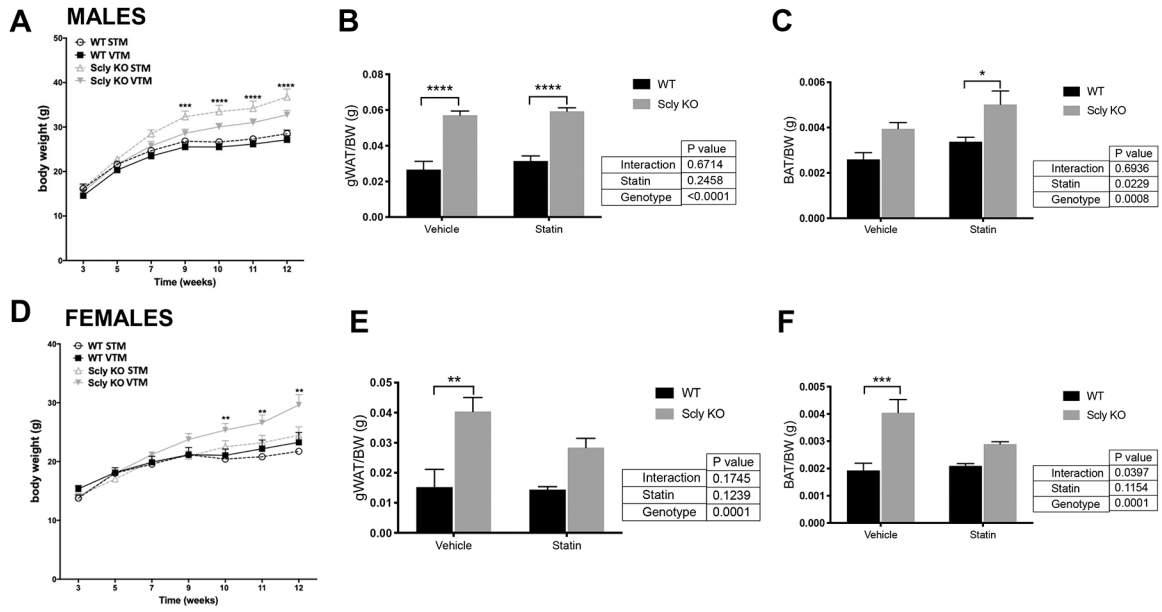 A
MALES
WT STM
WT VTM
Scly KO STM
Scly KO VTM
body weight (g)
50
40
30
20
10
0
***
****
****
****
3 5 7 9 10 11 12
Time (weeks)
B
WT
Scly KO
gWAT/BW (g)
0.08
0.06
0.04
0.02
0.00
****
****
Vehicle Statin
P value
Interaction 0.6714
Statin 0.2458
Genotype <0.0001
C
WT
Scly KO
BAT/BW (g)
0.006
0.004
0.002
0.000
*
Vehicle Statin
P value
Interaction 0.6936
Statin 0.0229
Genotype 0.0008
D
FEMALES
WT STM
WT VTM
Scly KO STM
Scly KO VTM
body weight (g)
40
30
20
10
0
**
**
**
3 5 7 9 10 11 12
Time (weeks)
E
WT
Scly KO
gWAT/BW (g)
0.05
0.04
0.03
0.02
0.01
0.00
**
Vehicle Statin
P value
Interaction 0.1745
Statin 0.1239
Genotype 0.0001
F
WT
Scly KO
BAT/BW (g)
0.005
0.004
0.003
0.002
0.001
0.000
***
Vehicle Statin
P value
Interaction 0.0397
Statin 0.1154
Genotype 0.0001